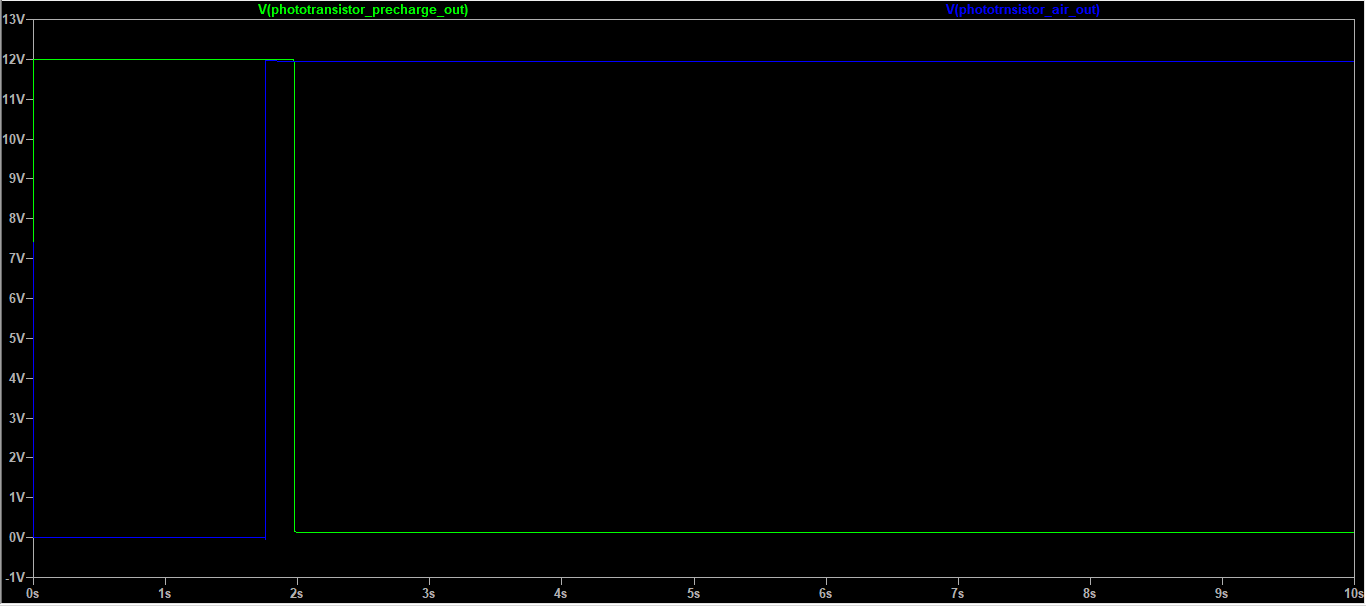 V(phototransistor_precharge_out) V(phototrnsistor_air_out)
13V
12V
11V
10V
9V
8V
7V
6V
5V
4V
3V
2V
1V
0V
-1V
0s 1s 2s 3s 4s 5s 6s 7s 8s 9s 10s